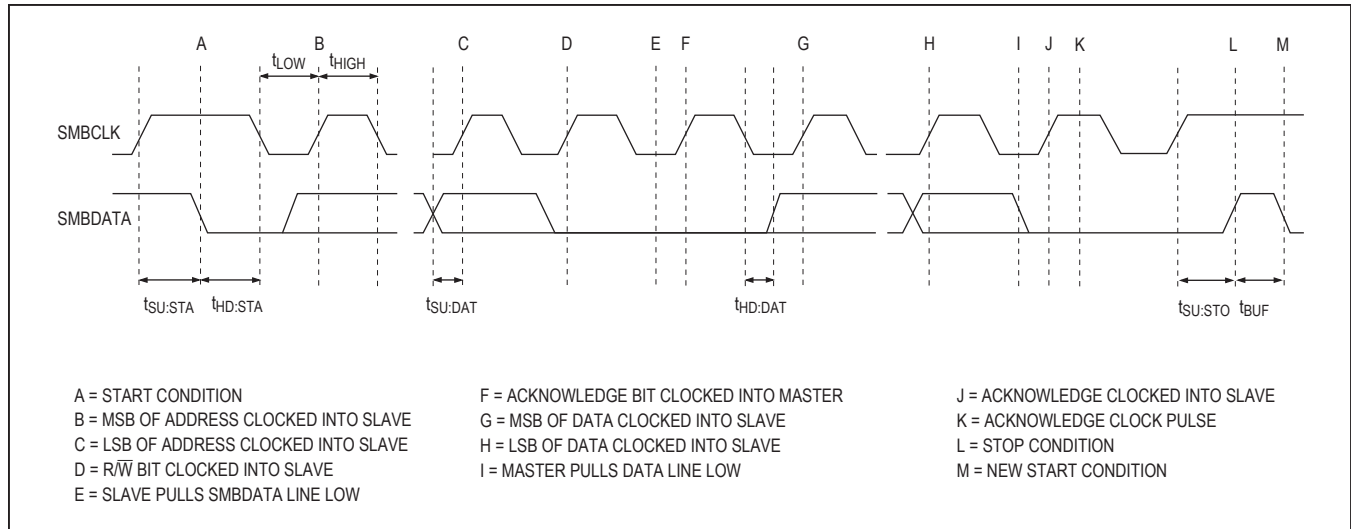 A B C D E F G H I J K L M
tLOW tHIGH
SMBCLK
SMBDATA
tSU:STA tHD:STA tSU:DAT tHD:DAT tSU:STO tBUF
A = START CONDITION
B = MSB OF ADDRESS CLOCKED INTO SLAVE
C = LSB OF ADDRESS CLOCKED INTO SLAVE
D = R/W̅ BIT CLOCKED INTO SLAVE
E = SLAVE PULLS SMBDATA LINE LOW
F = ACKNOWLEDGE BIT CLOCKED INTO MASTER
G = MSB OF DATA CLOCKED INTO SLAVE
H = LSB OF DATA CLOCKED INTO SLAVE
I = MASTER PULLS DATA LINE LOW
J = ACKNOWLEDGE CLOCKED INTO SLAVE
K = ACKNOWLEDGE CLOCK PULSE
L = STOP CONDITION
M = NEW START CONDITION